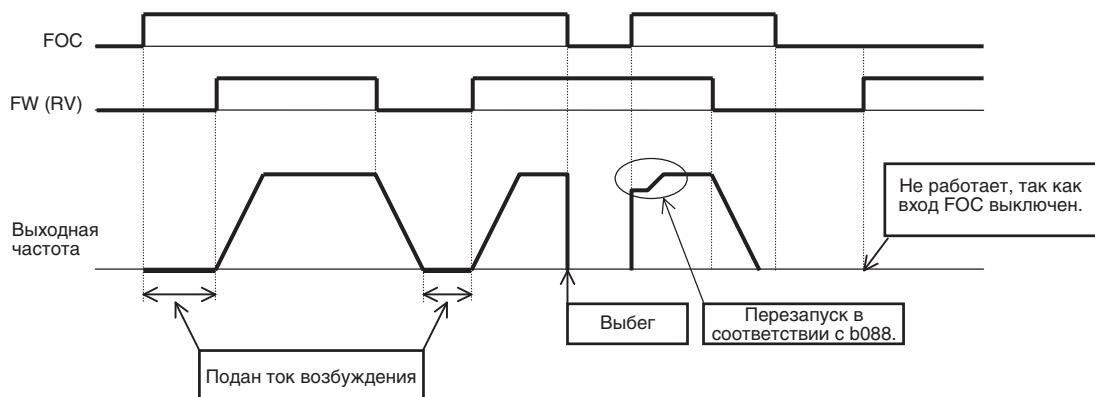 FOC
FW (RV)
Выходная
частота
Не работает, так как
вход FOC выключен.
Выбег
Перезапуск в
соответствии с b088.
Подан ток возбуждения